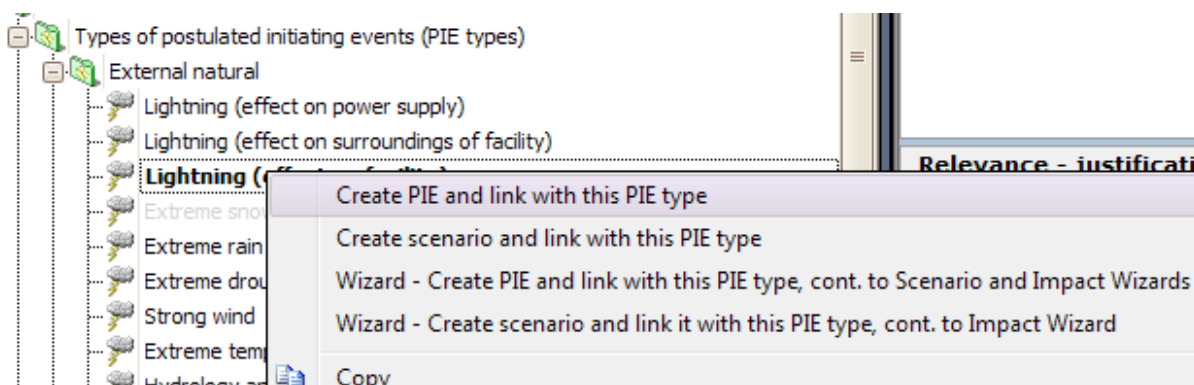 Types of postulated initiating events (PIE types)
External natural
Lightning (effect on power supply)
Lightning (effect on surroundings of facility)
Lightning (
Relevance - justificati
Create PIE and link with this PIE type
Extreme snow
Create scenario and link with this PIE type
Extreme rain
Wizard - Create PIE and link with this PIE type, cont. to Scenario and Impact Wizards
Extreme drou
Strong wind
Wizard - Create scenario and link it with this PIE type, cont. to Impact Wizard
Extreme temp
Copy